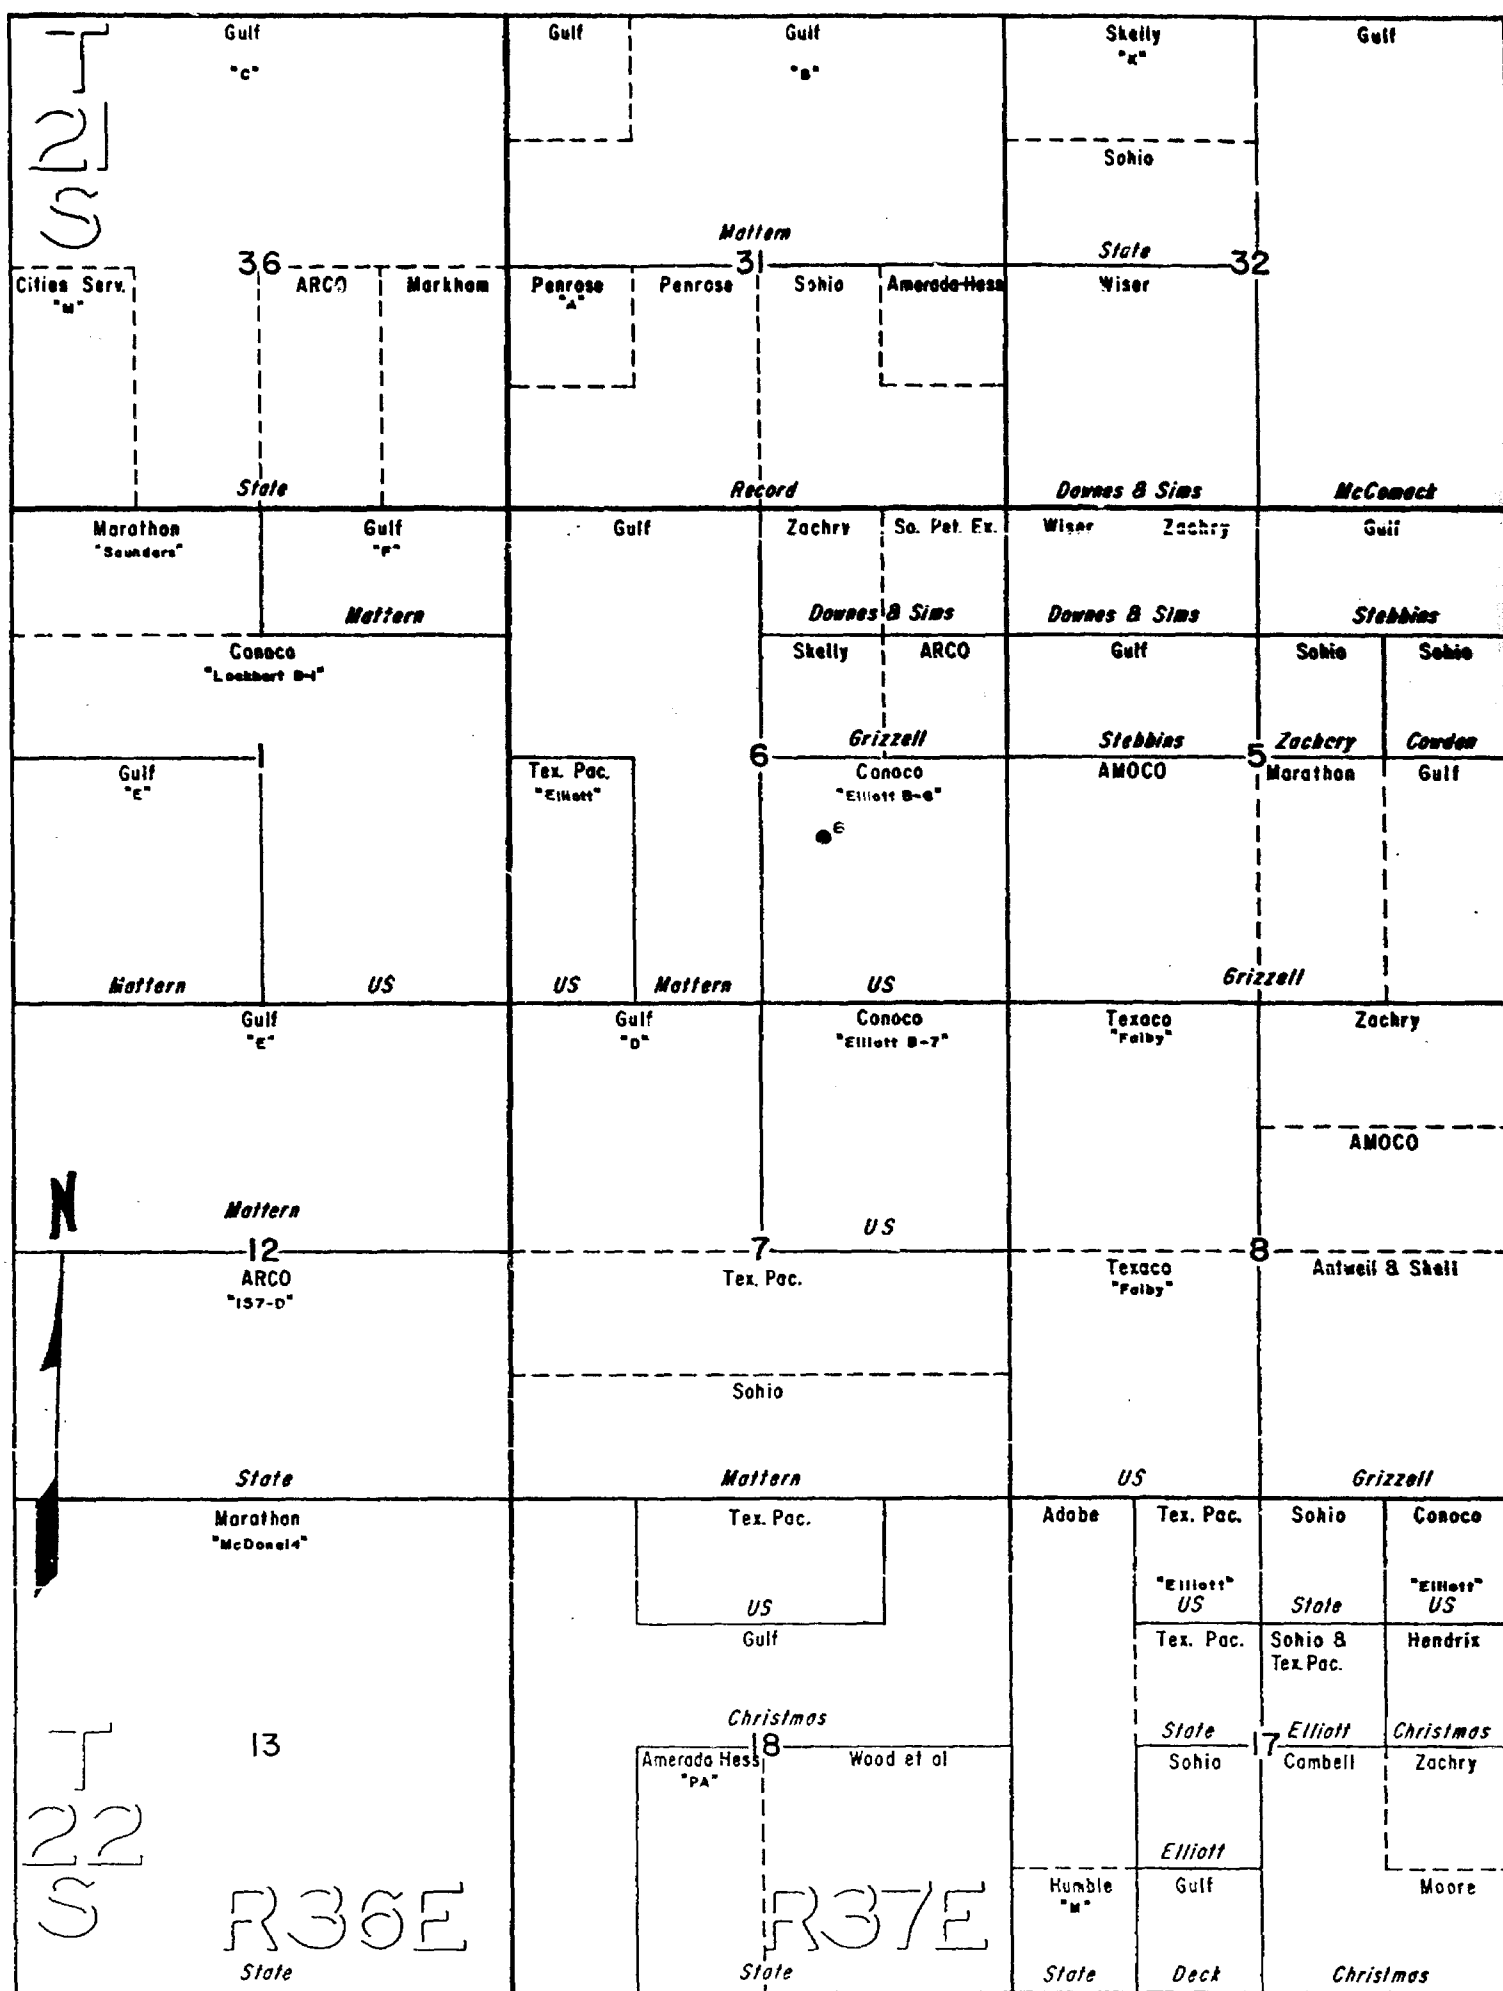 T
21
S
Gulf
"C"
Gulf
Gulf
"B"
Skelly
"K"
Gulf
Sohio
Mattern
State
36
31
32
Cities Serv.
"M"
ARCO
Markham
Penrose
"A"
Penrose
Sohio
Amerada Hess
Wiser
State
Record
Downes & Sims
McComack
Marathon
"Saunders"
Gulf
"F"
Gulf
Zachry
So. Pet. Ex.
Wiser
Zachry
Gulf
Mattern
Downes & Sims
Downes & Sims
Stebbins
Conoco
"Lockhart B-1"
Skelly
ARCO
Gulf
Sohio
Sohio
Grizzell
Stebbins
Zachery
Cowden
1
6
5
Gulf
"E"
Tex. Pac.
"Elliott"
Conoco
"Elliott B-6"
AMOCO
Marathon
Gulf
6
Mattern
US
US
Mattern
US
Grizzell
Gulf
"E"
Gulf
"D"
Conoco
"Elliott B-7"
Texaco
"Falby"
Zachry
AMOCO
N
Mattern
US
12
7
8
ARCO
"157-D"
Tex. Pac.
Texaco
"Falby"
Antweil & Shell
Sohio
State
Mattern
US
Grizzell
Marathon
"McDonald"
Tex. Pac.
Adobe
Tex. Pac.
Sohio
Conoco
"Elliott"
"Elliott"
US
US
State
US
Gulf
Tex. Pac.
Sohio &
Tex. Pac.
Hendrix
Christmas
State
Elliott
Christmas
T
22
S
13
18
17
Amerada Hess
"PA"
Wood et al
Sohio
Cambell
Zachry
Elliott
R36E
R37E
Humble
"M"
Gulf
Moore
State
State
State
Deck
Christmas